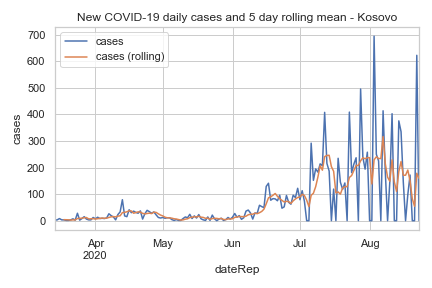 New COVID-19 daily cases and 5 day rolling mean - Kosovo
cases
cases (rolling)
700
600
500
400
300
200
100
0
cases
Apr
2020
May
Jun
Jul
Aug
dateRep